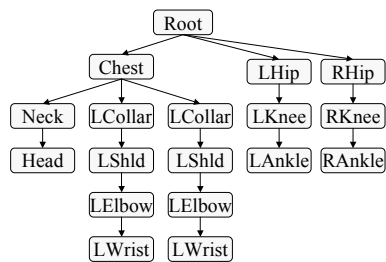 Root
Chest LHip RHip
Neck LCollar LCollar LKnee RKnee
Head LShld LShld LAnkle RAnkle
LElbow LElbow
LWrist LWrist